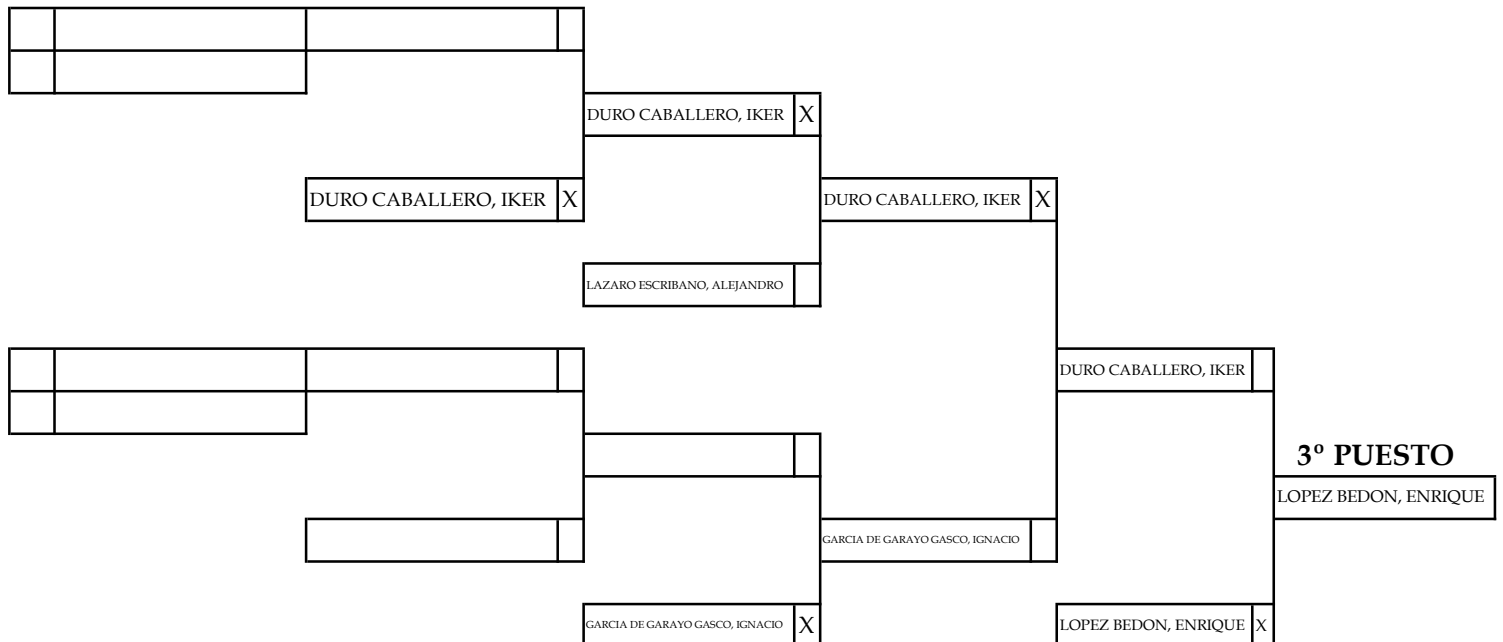 DURO CABALLERO, IKER X
DURO CABALLERO, IKER X
DURO CABALLERO, IKER X
LAZARO ESCRIBANO, ALEJANDRO
DURO CABALLERO, IKER
3º PUESTO
LOPEZ BEDON, ENRIQUE
GARCIA DE GARAYO GASCO, IGNACIO
GARCIA DE GARAYO GASCO, IGNACIO X
LOPEZ BEDON, ENRIQUE X